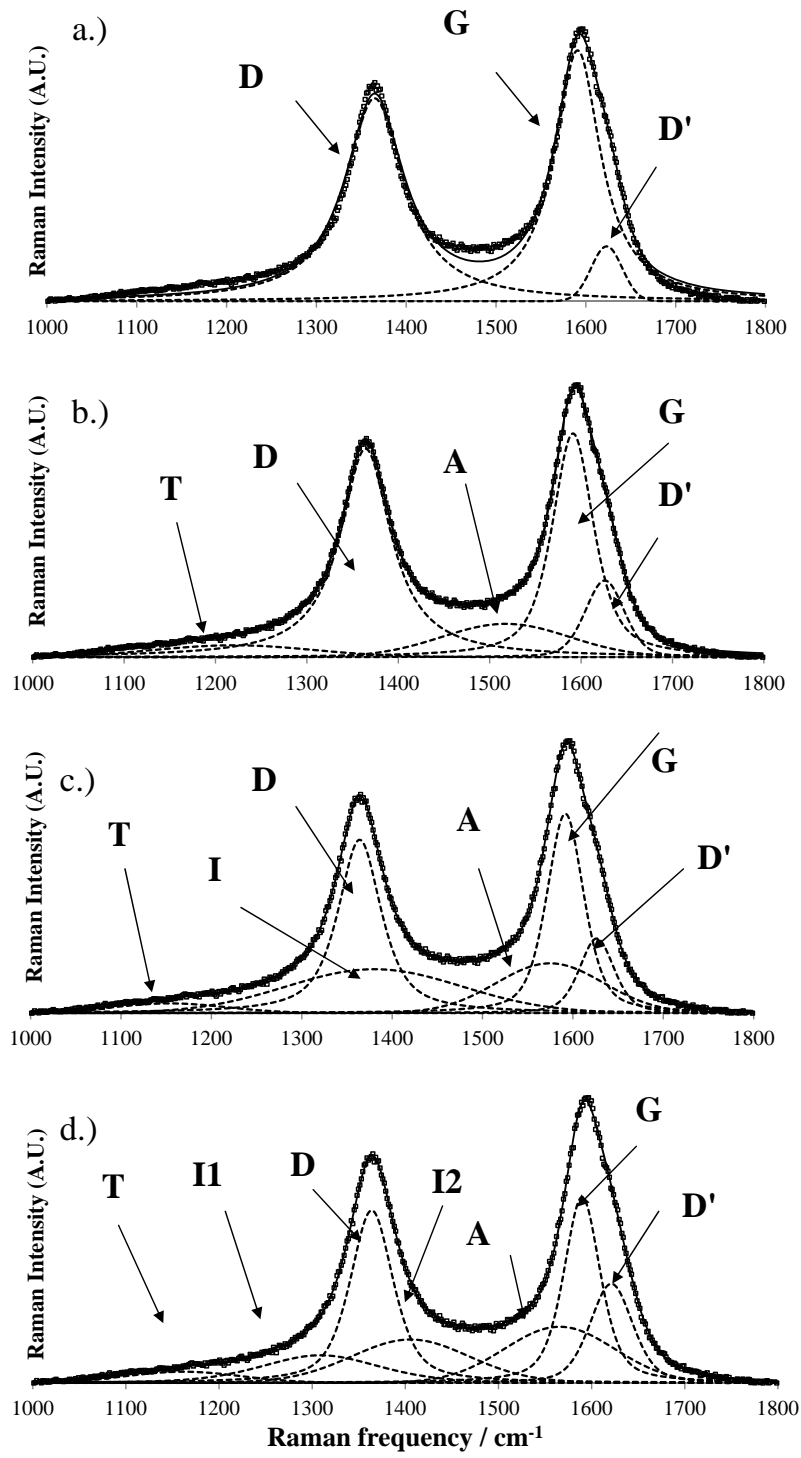 a.)
G
D
D'
Raman Intensity (A.U.)
1000 1100 1200 1300 1400 1500 1600 1700 1800
b.)
G
D
A
D'
T
Raman Intensity (A.U.)
1000 1100 1200 1300 1400 1500 1600 1700 1800
c.)
G
D
A
T
D'
I
Raman Intensity (A.U.)
1000 1100 1200 1300 1400 1500 1600 1700 1800
d.)
G
D
I1
I2
T
D'
A
Raman Intensity (A.U.)
1000 1100 1200 1300 1400 1500 1600 1700 1800
Raman frequency / cm-1